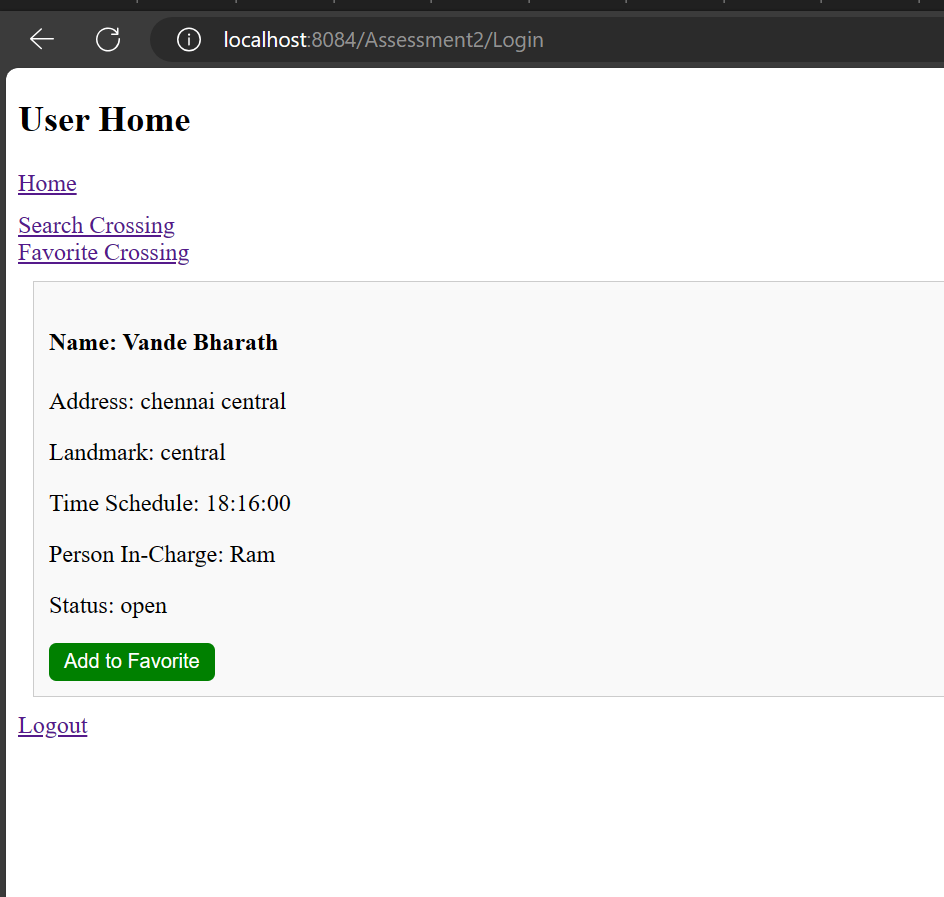 localhost:8084/Assessment2/Login
User Home
Home
Search Crossing
Favorite Crossing
Name: Vande Bharath
Address: chennai central
Landmark: central
Time Schedule: 18:16:00
Person In-Charge: Ram
Status: open
Add to Favorite
Logout